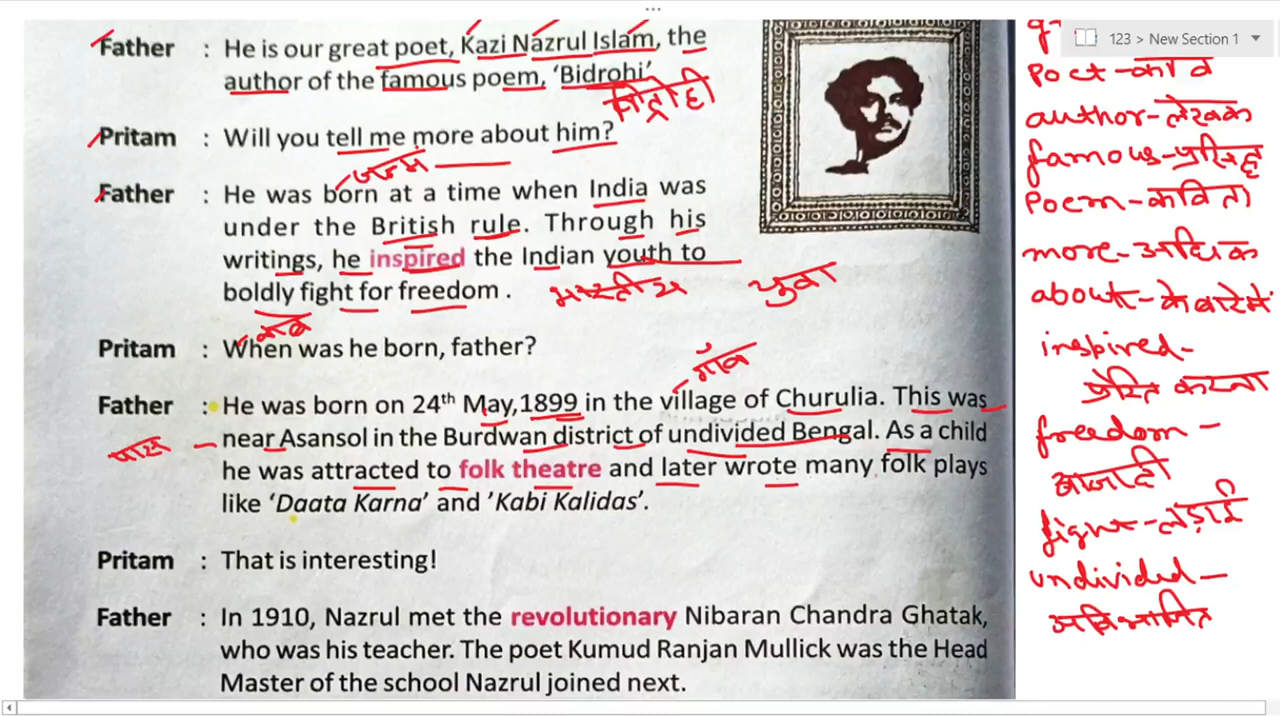 123 > New Section 1
Father : He is our great poet, Kazi Nazrul Islam, the
author of the famous poem, ‘Bidrohi’
विद्रोही
Pritam : Will you tell me more about him?
जन्म
Father : He was born at a time when India was
under the British rule. Through his
writings, he inspired the Indian youth to
boldly fight for freedom .
भारतीय युवा
कब
Pritam : When was he born, father?
गाँव
Father : He was born on 24th May,1899 in the village of Churulia. This was
पास near Asansol in the Burdwan district of undivided Bengal. As a child
he was attracted to folk theatre and later wrote many folk plays
like ‘Daata Karna’ and ’Kabi Kalidas’.
Pritam : That is interesting!
Father : In 1910, Nazrul met the revolutionary Nibaran Chandra Ghatak,
who was his teacher. The poet Kumud Ranjan Mullick was the Head
Master of the school Nazrul joined next.
poet-कवि
author-लेखक
famous-प्रसिद्ध
poem-कविता
more-अधिक
about-के बारे में
inspired-
प्रेरित करना
freedom-
आजादी
fight-लड़ाई
undivided-
अविभाजित